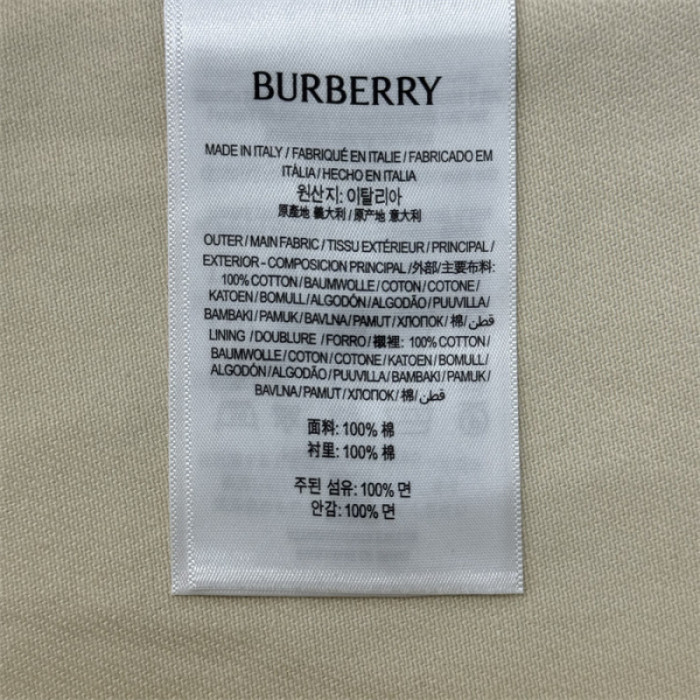 BURBERRY
MADE IN ITALY / FABRIQUÉ EN ITALIE / FABRICADO EM
ITÁLIA / HECHO EN ITALIA
원산지: 이탈리아
原產地 義大利 / 原产地 意大利
OUTER / MAIN FABRIC / TISSU EXTÉRIEUR / PRINCIPAL /
EXTERIOR - COMPOSICION PRINCIPAL /外部/主要布料:
100% COTTON / BAUMWOLLE / COTON / COTONE /
KATOEN / BOMULL / ALGODÓN / ALGODÃO / PUUVILLA /
BAMBAKI / PAMUK / BAVLNA / PAMUT / ХЛОПОК / 棉/ قطن
LINING / DOUBLURE / FORRO / 襯裡: 100% COTTON /
BAUMWOLLE / COTON / COTONE / KATOEN / BOMULL /
ALGODÓN / ALGODÃO / PUUVILLA / BAMBAKI / PAMUK /
BAVLNA / PAMUT / ХЛОПОК / 棉/ قطن
面料: 100% 棉
衬里: 100% 棉
주된 섬유: 100% 면
안감: 100% 면